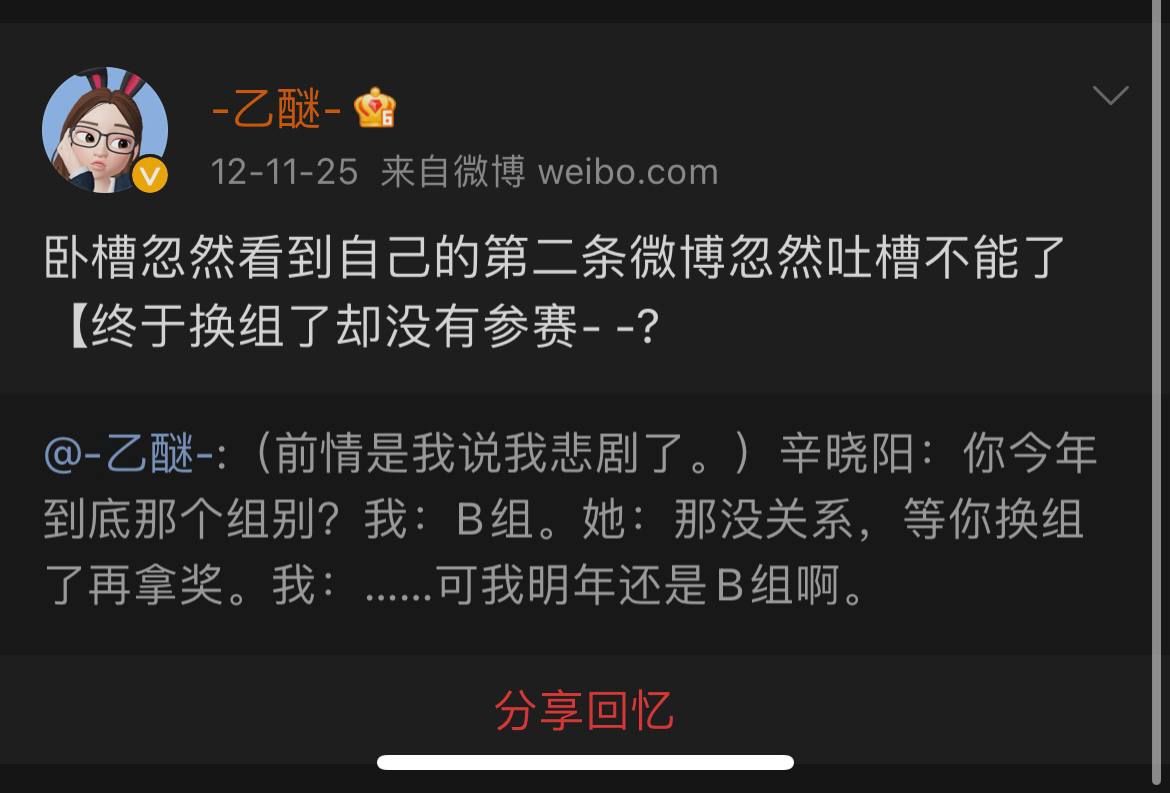 -乙醚-
12-11-25 来自微博 weibo.com
卧槽忽然看到自己的第二条微博忽然吐槽不能了
【终于换组了却没有参赛- -?
@-乙醚-:（前情是我说我悲剧了。）辛晓阳：你今年
到底那个组别？我：B组。她：那没关系，等你换组
了再拿奖。我：……可我明年还是B组啊。
分享回忆